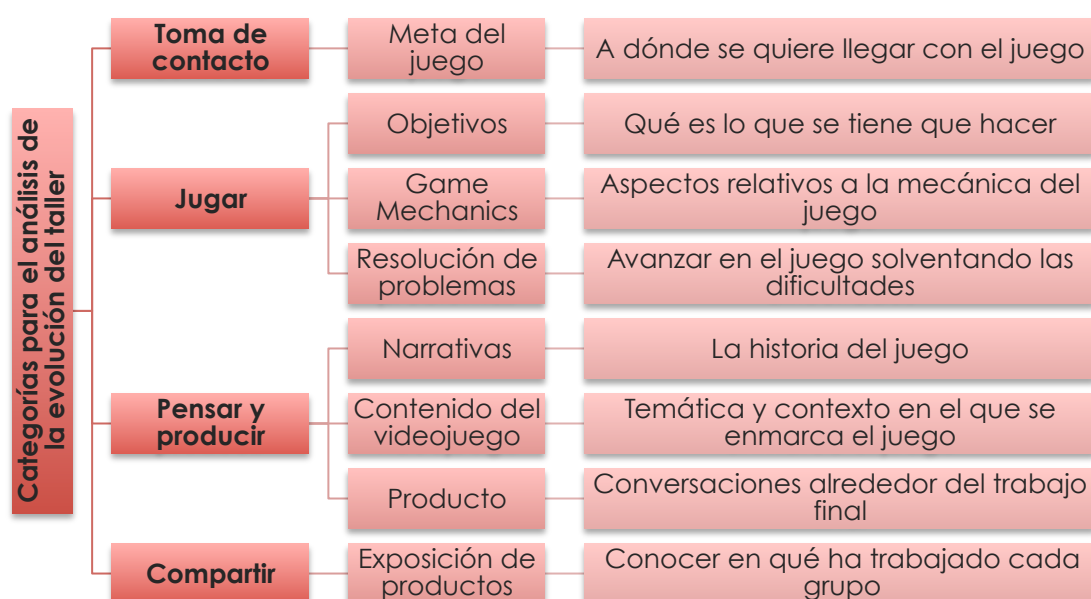 Categorías para el análisis de
la evolución del taller
Toma de
contacto
Meta del
juego
A dónde se quiere llegar con el juego
Jugar
Objetivos
Qué es lo que se tiene que hacer
Game
Mechanics
Aspectos relativos a la mecánica del
juego
Resolución de
problemas
Avanzar en el juego solventando las
dificultades
Pensar y
producir
Narrativas
La historia del juego
Contenido del
videojuego
Temática y contexto en el que se
enmarca el juego
Producto
Conversaciones alrededor del trabajo
final
Compartir
Exposición de
productos
Conocer en qué ha trabajado cada
grupo